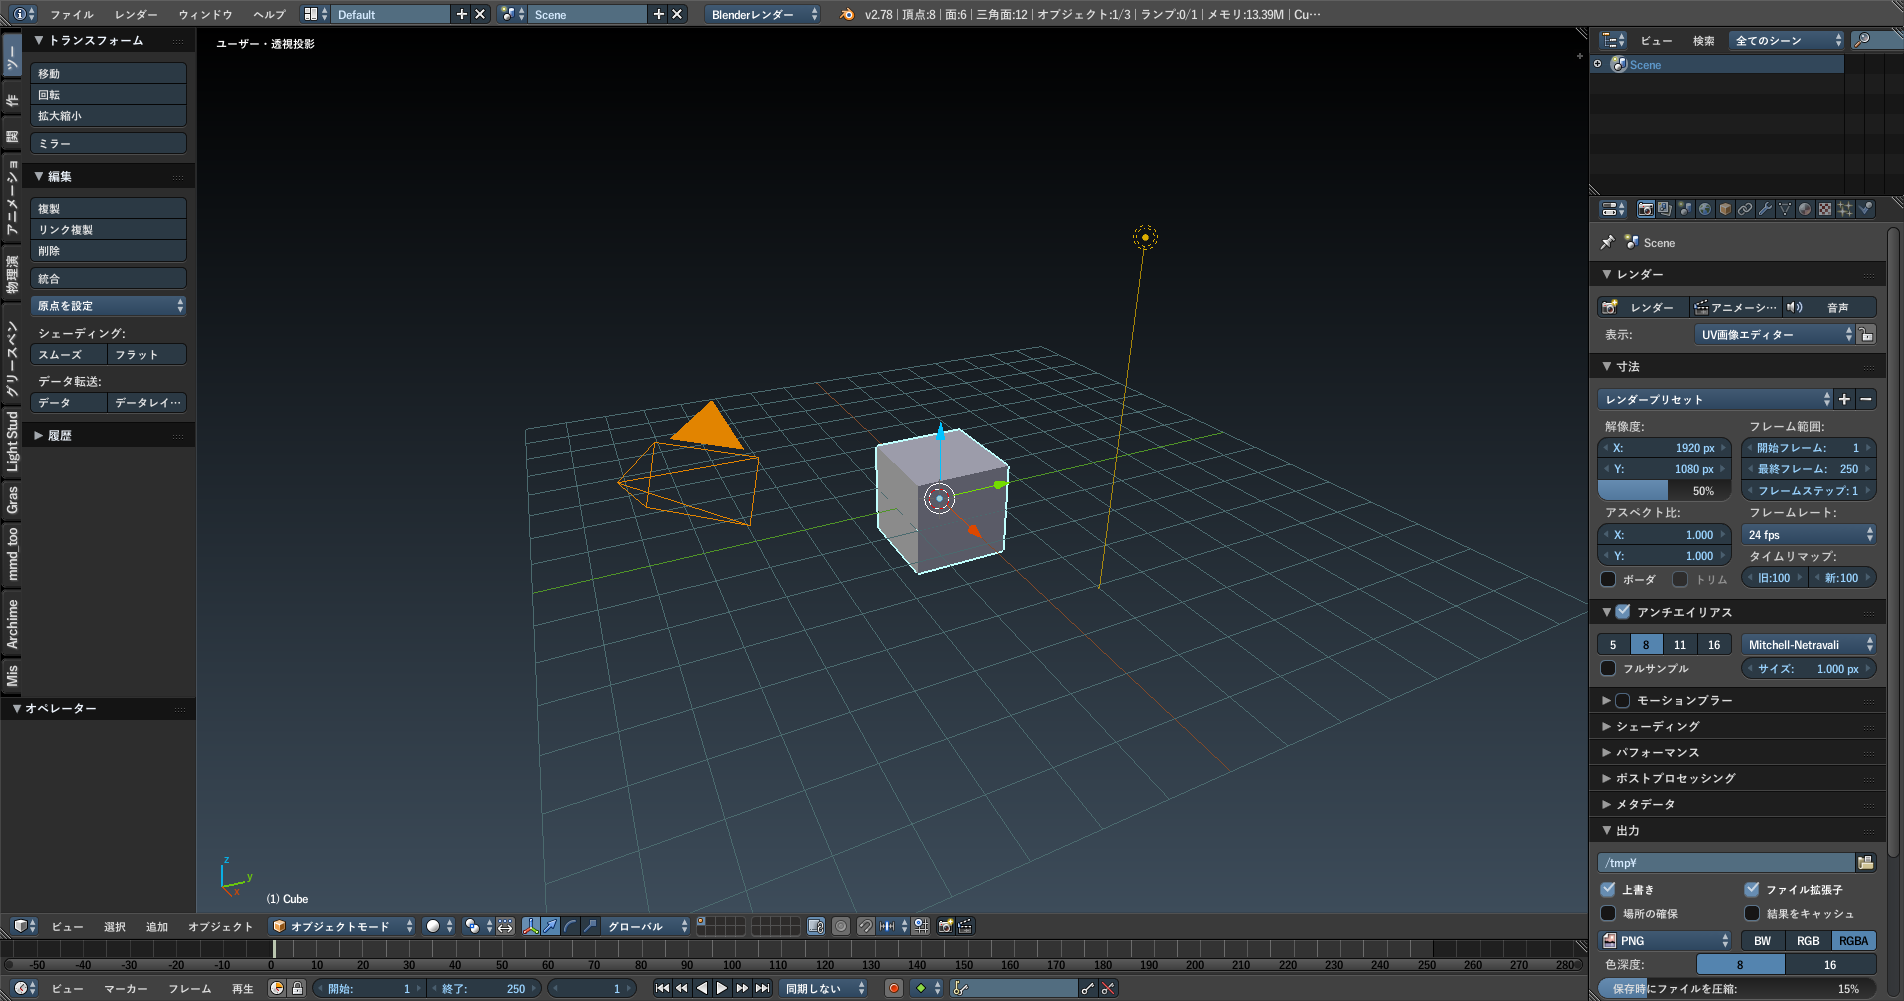 ファイル レンダー ウィンドウ ヘルプ Default Scene Blenderレンダー v2.78 | 頂点:8 | 面:6 | 三角面:12 | オブジェクト:1/3 | ランプ:0/1 | メモリ:13.39M | Cu…
ツー
作
関
アニメーショ
物理演
グリースペン
Light Stud
Gras
mmd_too
Archime
Mis
トランスフォーム
移動
回転
拡大縮小
ミラー
編集
複製
リンク複製
削除
統合
原点を設定
シェーディング:
スムーズ フラット
データ転送:
データ データレイ…
履歴
オペレーター
ユーザー・透視投影
z
y
x
(1) Cube
ビュー 選択 追加 オブジェクト オブジェクトモード グローバル
-50 -40 -30 -20 -10 0 10 20 30 40 50 60 70 80 90 100 110 120 130 140 150 160 170 180 190 200 210 220 230 240 250 260 270 280
ビュー マーカー フレーム 再生 開始: 1 終了: 250 1 同期しない
ビュー 検索 全てのシーン
Scene
Scene
レンダー
レンダー アニメーシ… 音声
表示: UV画像エディター
寸法
レンダープリセット
解像度: フレーム範囲:
X: 1920 px 開始フレーム: 1
Y: 1080 px 最終フレーム: 250
50% フレームステップ: 1
アスペクト比: フレームレート:
X: 1.000 24 fps
Y: 1.000 タイムリマップ:
ボーダ トリム 旧:100 新:100
アンチエイリアス
5 8 11 16 Mitchell-Netravali
フルサンプル サイズ: 1.000 px
モーションブラー
シェーディング
パフォーマンス
ポストプロセッシング
メタデータ
出力
/tmp¥
上書き ファイル拡張子
場所の確保 結果をキャッシュ
PNG BW RGB RGBA
色深度: 8 16
保存時にファイルを圧縮: 15%